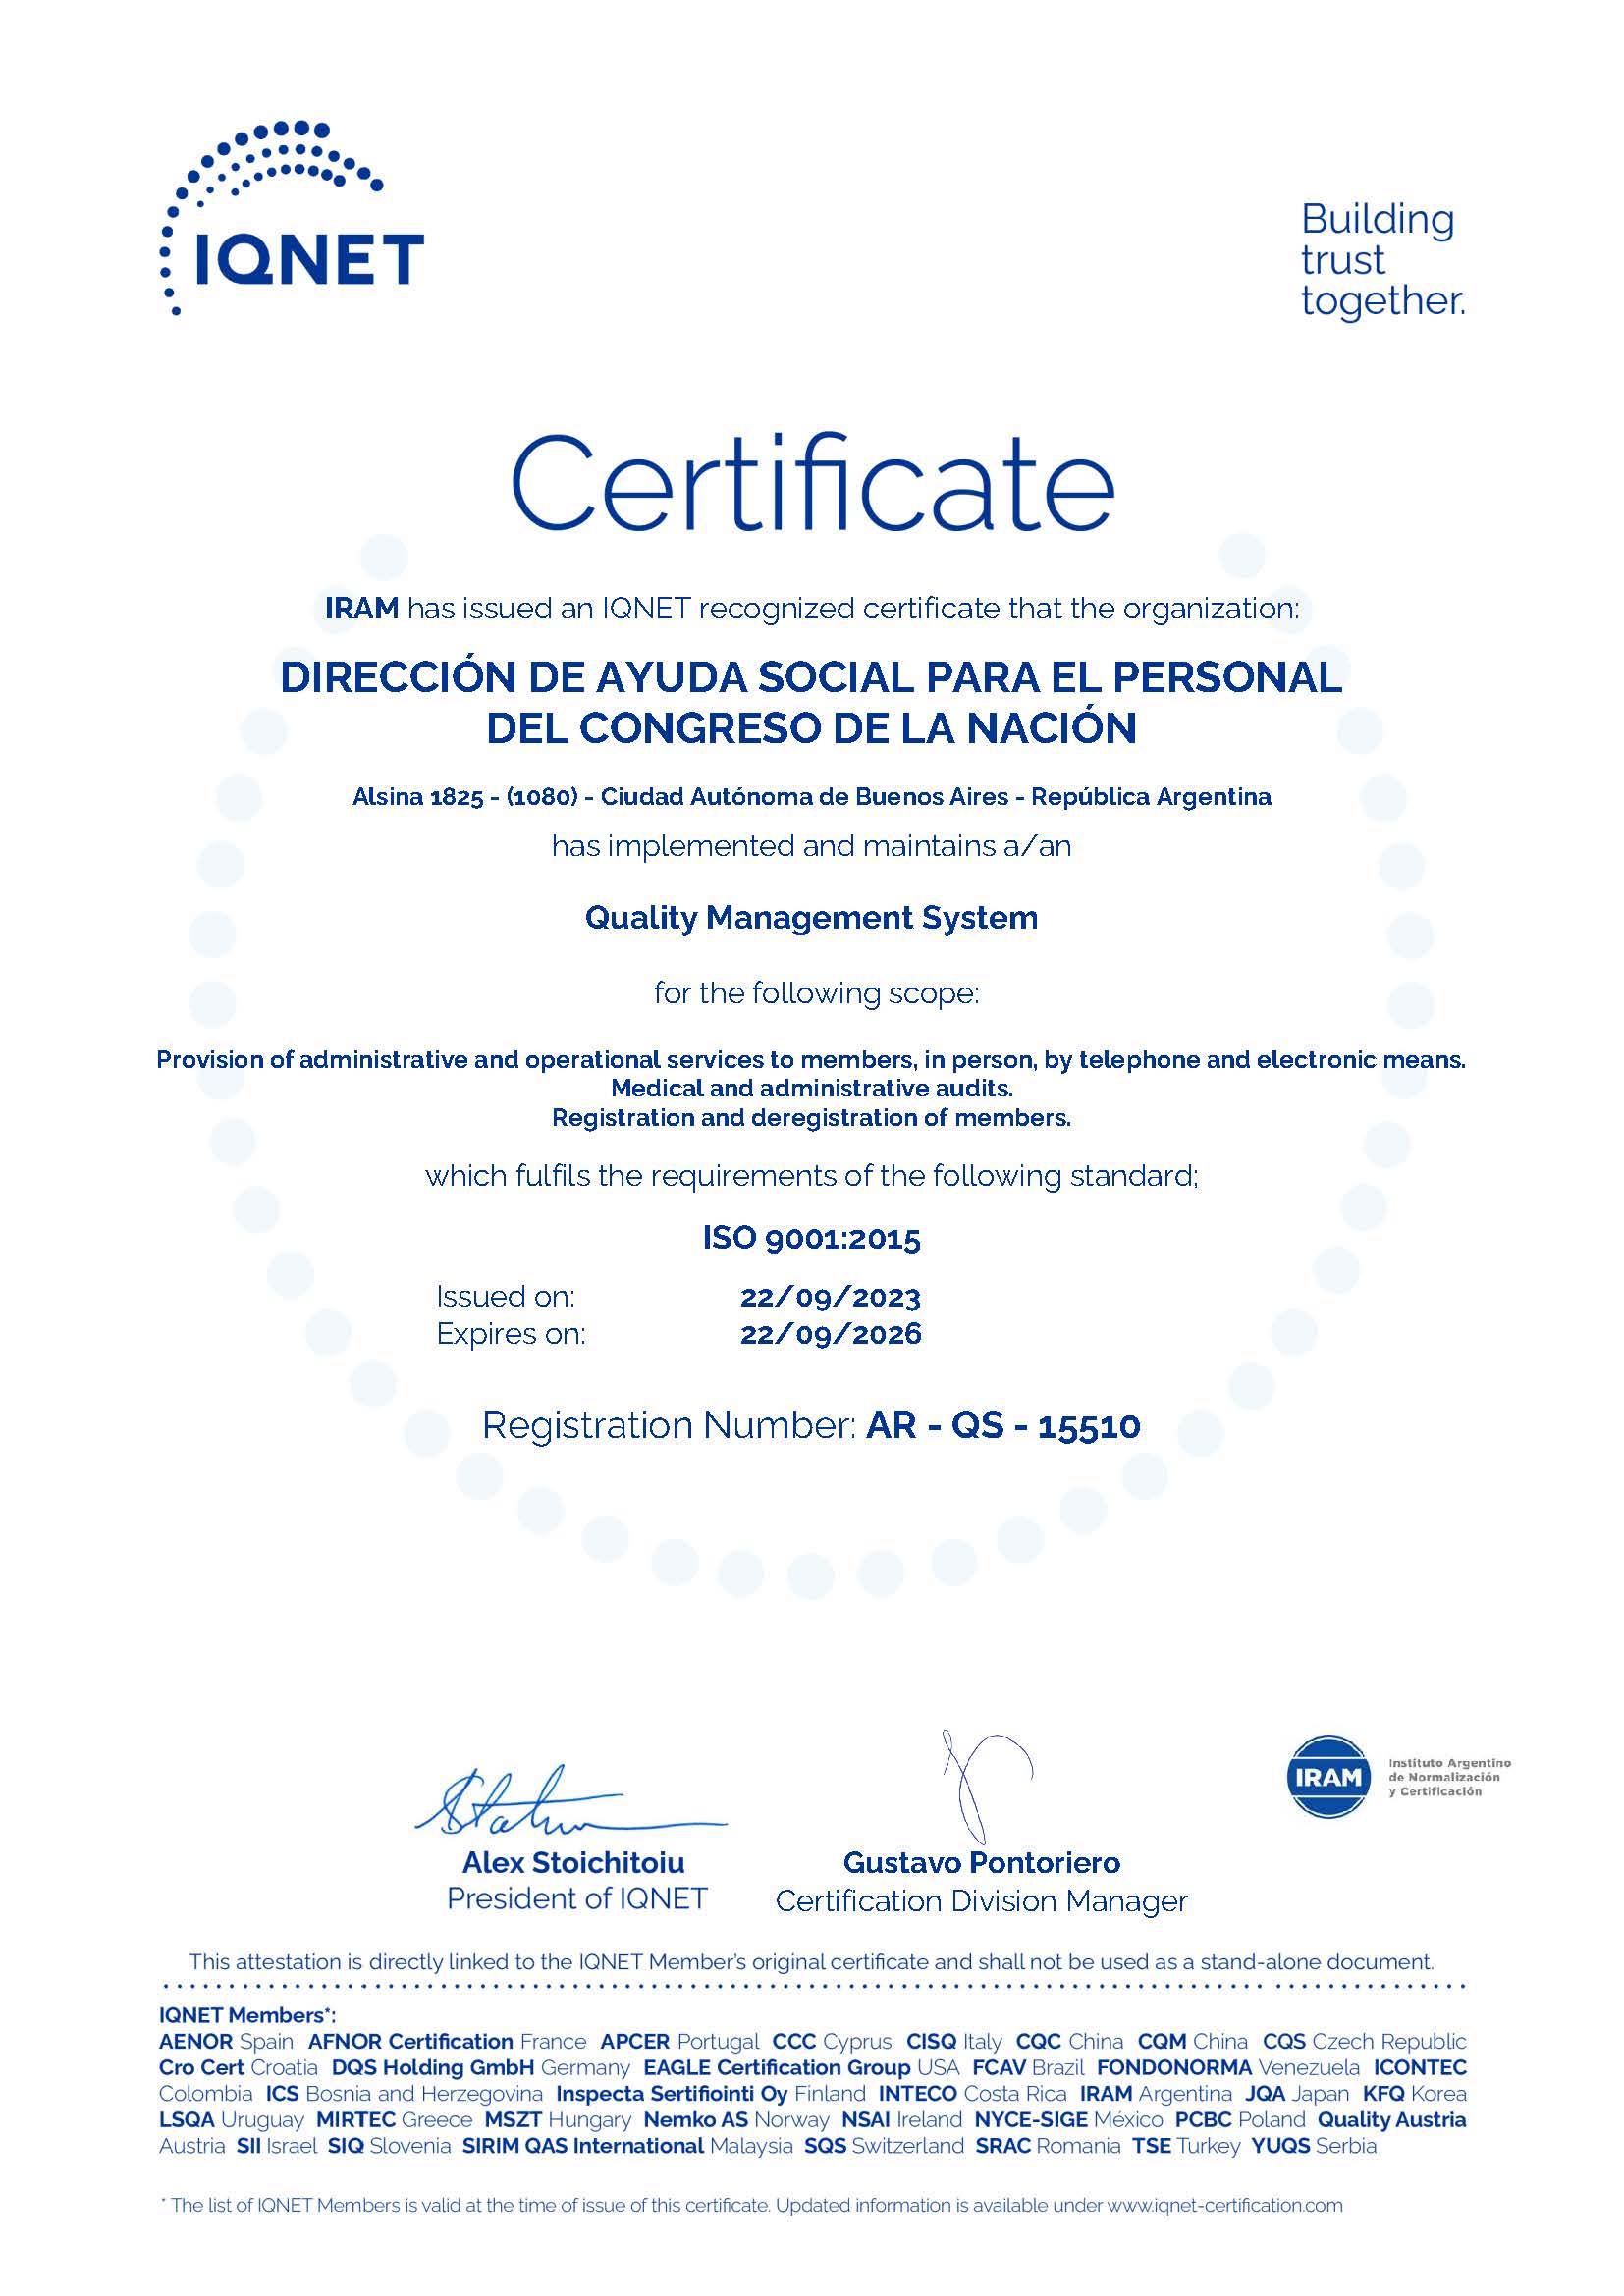 IQNET
Building
trust
together.
Certificate
IRAM has issued an IQNET recognized certificate that the organization:
DIRECCIÓN DE AYUDA SOCIAL PARA EL PERSONAL
DEL CONGRESO DE LA NACIÓN
Alsina 1825 - (1080) - Ciudad Autónoma de Buenos Aires - República Argentina
has implemented and maintains a/an
Quality Management System
for the following scope:
Provision of administrative and operational services to members, in person, by telephone and electronic means.
Medical and administrative audits.
Registration and deregistration of members.
which fulfils the requirements of the following standard;
ISO 9001:2015
Issued on: 22/09/2023
Expires on: 22/09/2026
Registration Number: AR - QS - 15510
IRAM
Instituto Argentino
de Normalización
y Certificación
Alex Stoichitoiu
President of IQNET
Gustavo Pontoriero
Certification Division Manager
This attestation is directly linked to the IQNET Member's original certificate and shall not be used as a stand-alone document.
IQNET Members*:
AENOR Spain AFNOR Certification France APCER Portugal CCC Cyprus CISQ Italy CQC China CQM China CQS Czech Republic
Cro Cert Croatia DQS Holding GmbH Germany EAGLE Certification Group USA FCAV Brazil FONDONORMA Venezuela ICONTEC
Colombia ICS Bosnia and Herzegovina Inspecta Sertifiointi Oy Finland INTECO Costa Rica IRAM Argentina JQA Japan KFQ Korea
LSQA Uruguay MIRTEC Greece MSZT Hungary Nemko AS Norway NSAI Ireland NYCE-SIGE México PCBC Poland Quality Austria
Austria SII Israel SIQ Slovenia SIRIM QAS International Malaysia SQS Switzerland SRAC Romania TSE Turkey YUQS Serbia
* The list of IQNET Members is valid at the time of issue of this certificate. Updated information is available under www.iqnet-certification.com